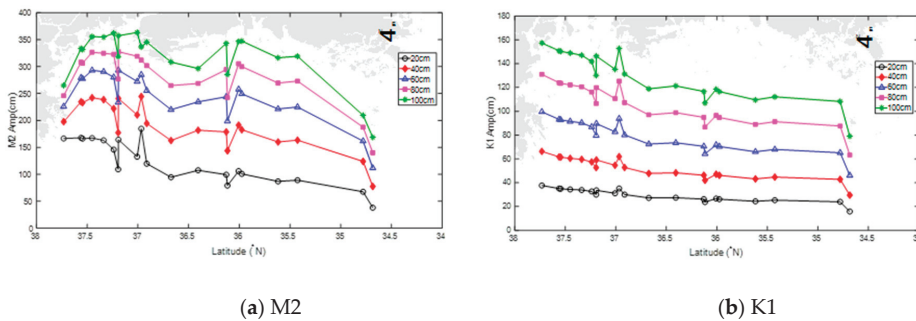 4"
20cm
40cm
60cm
80cm
100cm
M2 Amp(cm)
400
350
300
250
200
150
100
50
0
38 37.5 37 36.5 36 35.5 35 34.5 34
Latitude (°N)
4"
20cm
40cm
60cm
80cm
100cm
K1 Amp(cm)
180
160
140
120
100
80
60
40
20
0
38 37.5 37 36.5 36 35.5 35 34.5 34
Latitude (°N)
(a) M2
(b) K1